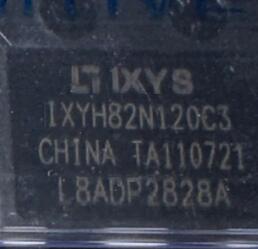 IXYS
IXYH82N120C3
CHINA TA110721
L8ADP2828A